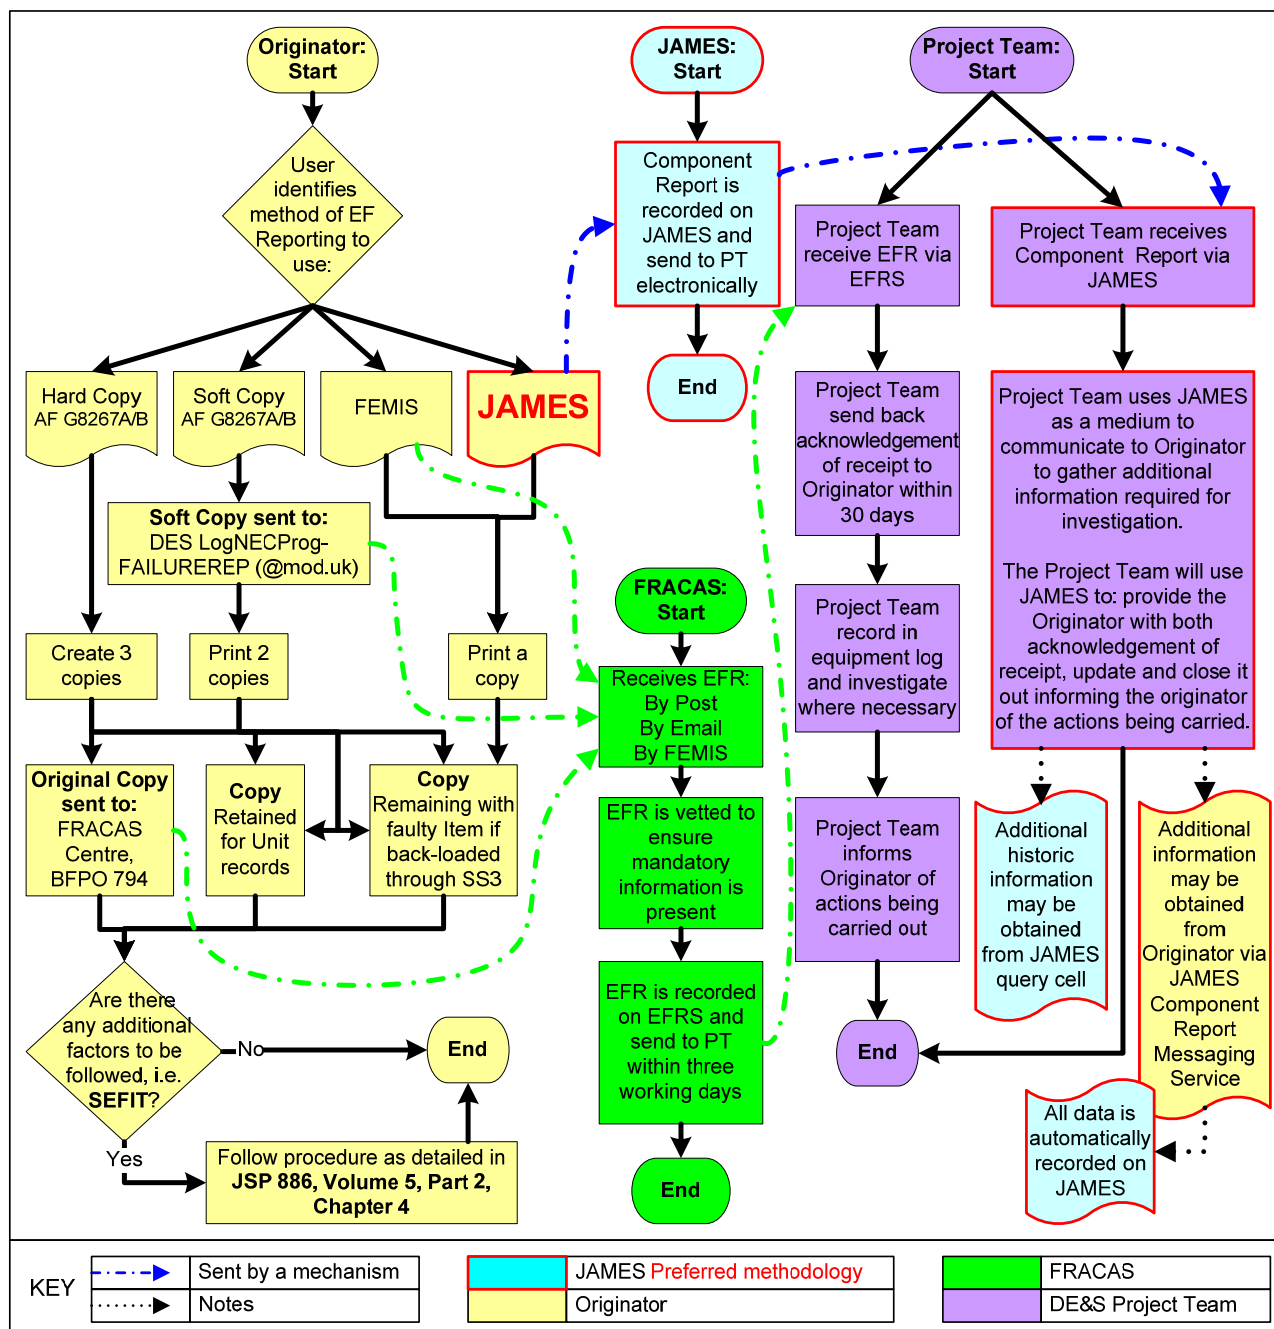 Originator:
Start
JAMES:
Start
Project Team:
Start
User
identifies
method of EF
Reporting to
use:
Component
Report is
recorded on
JAMES and
send to PT
electronically
Project Team
receive EFR via
EFRS
Project Team receives
Component Report via
JAMES
Hard Copy
AF G8267A/B
Soft Copy
AF G8267A/B
FEMIS
JAMES
End
Project Team
send back
acknowledgement
of receipt to
Originator within
30 days
Project Team uses JAMES
as a medium to
communicate to Originator
to gather additional
information required for
investigation.
The Project Team will use
JAMES to: provide the
Originator with both
acknowledgement of
receipt, update and close it
out informing the originator
of the actions being carried.
Soft Copy sent to:
DES LogNECProg-
FAILUREREP (@mod.uk)
FRACAS:
Start
Project Team
record in
equipment log
and investigate
where necessary
Create 3
copies
Print 2
copies
Print a
copy
Receives EFR:
By Post
By Email
By FEMIS
Original Copy
sent to:
FRACAS
Centre,
BFPO 794
Copy
Retained
for Unit
records
Copy
Remaining with
faulty Item if
back-loaded
through SS3
EFR is vetted to
ensure
mandatory
information is
present
Project Team
informs
Originator of
actions being
carried out
Additional
historic
information
may be
obtained
from JAMES
query cell
Additional
information
may be
obtained
from
Originator via
JAMES
Component
Report
Messaging
Service
Are there
any additional
factors to be
followed, i.e.
SEFIT?
No
End
EFR is recorded
on EFRS and
send to PT
within three
working days
End
All data is
automatically
recorded on
JAMES
Yes
Follow procedure as detailed in
JSP 886, Volume 5, Part 2,
Chapter 4
End
KEY
Sent by a mechanism
JAMES Preferred methodology
FRACAS
Notes
Originator
DE&S Project Team